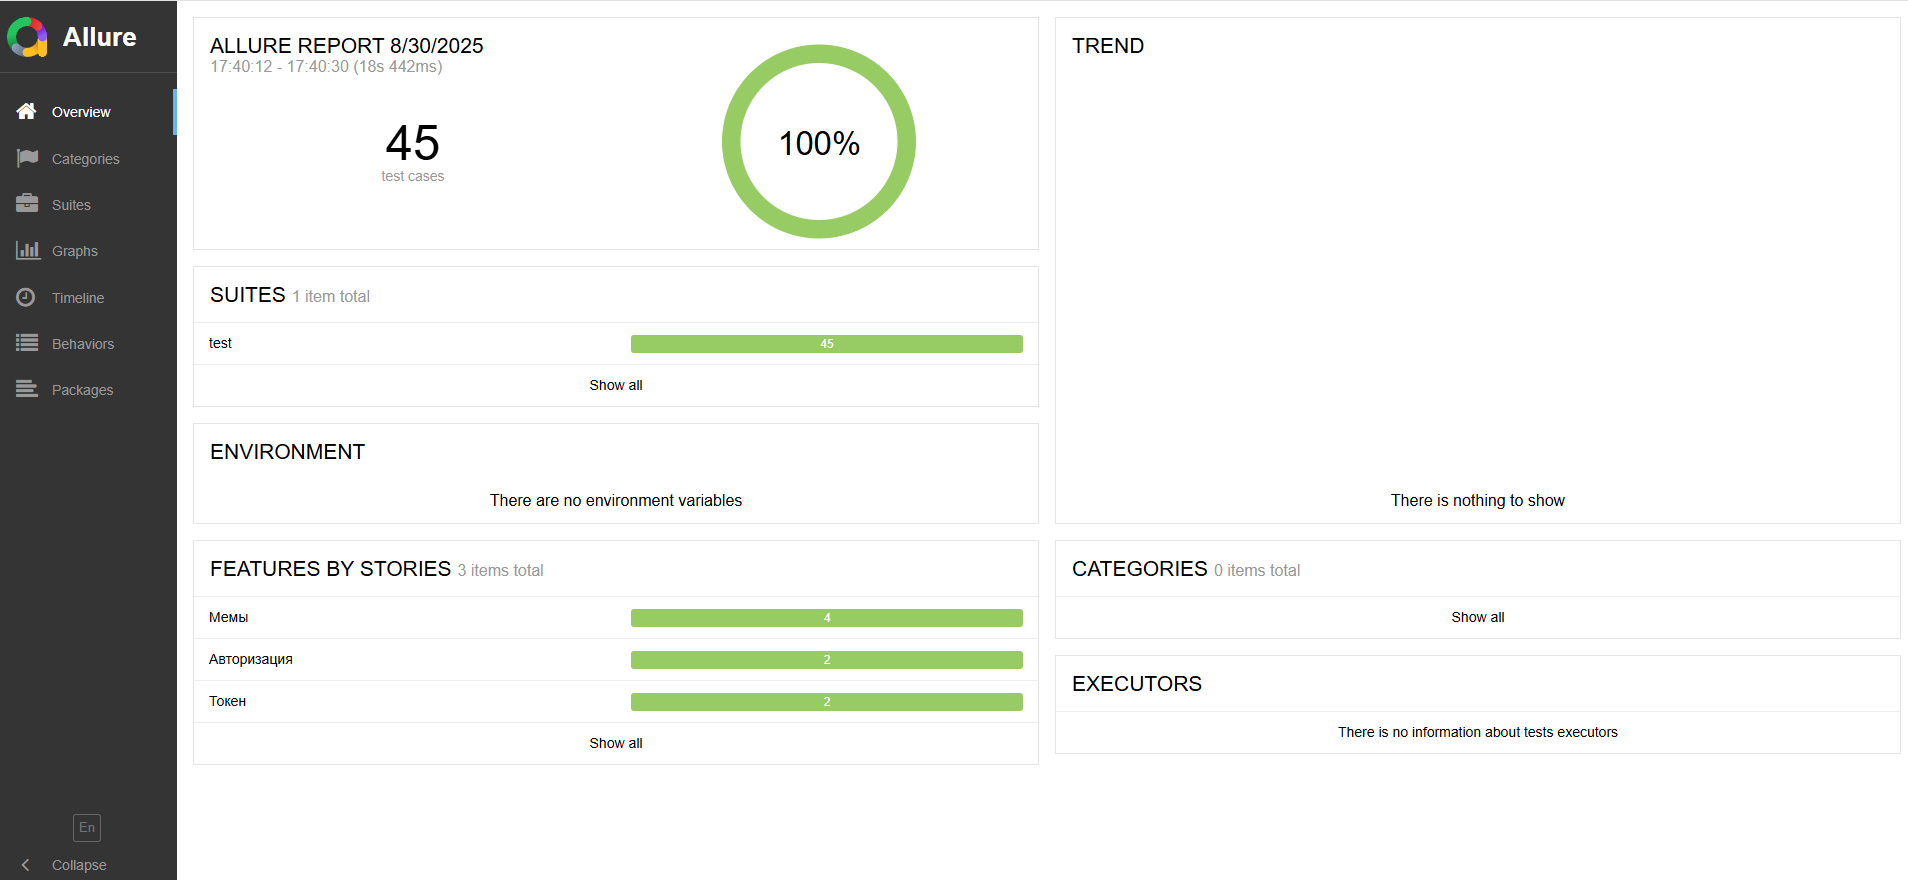 Allure
Overview
Categories
Suites
Graphs
Timeline
Behaviors
Packages
En
Collapse
ALLURE REPORT 8/30/2025
17:40:12 - 17:40:30 (18s 442ms)
45
test cases
100%
SUITES 1 item total
test 45
Show all
ENVIRONMENT
There are no environment variables
FEATURES BY STORIES 3 items total
Мемы 4
Авторизация 2
Токен 2
Show all
TREND
There is nothing to show
CATEGORIES 0 items total
Show all
EXECUTORS
There is no information about tests executors